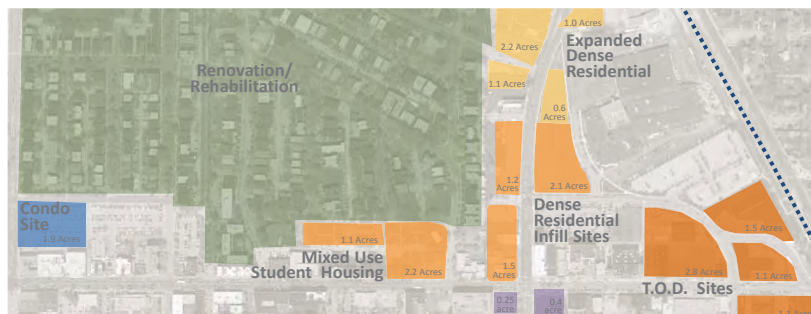 1.0 Acres
2.2 Acres
Expanded
Dense
Residential
Renovation/
Rehabilitation
1.1 Acres
0.6
Acres
1.2
Acres
2.1 Acres
Condo
Site
1.9 Acres
Dense
Residential
Infill Sites
1.1 Acres
1.5 Acres
Mixed Use
Student Housing
2.2 Acres
1.5
Acres
2.8 Acres
1.1 Acres
T.O.D. Sites
0.25
acre
0.4
acre